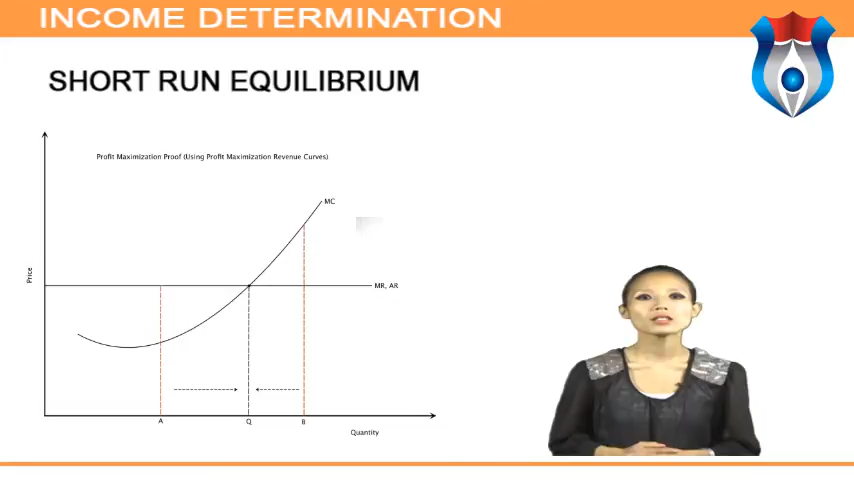 INCOME DETERMINATION
SHORT RUN EQUILIBRIUM
Profit Maximization Proof (Using Profit Maximization Revenue Curves)
MC
Price
MR, AR
A
Q
B
Quantity